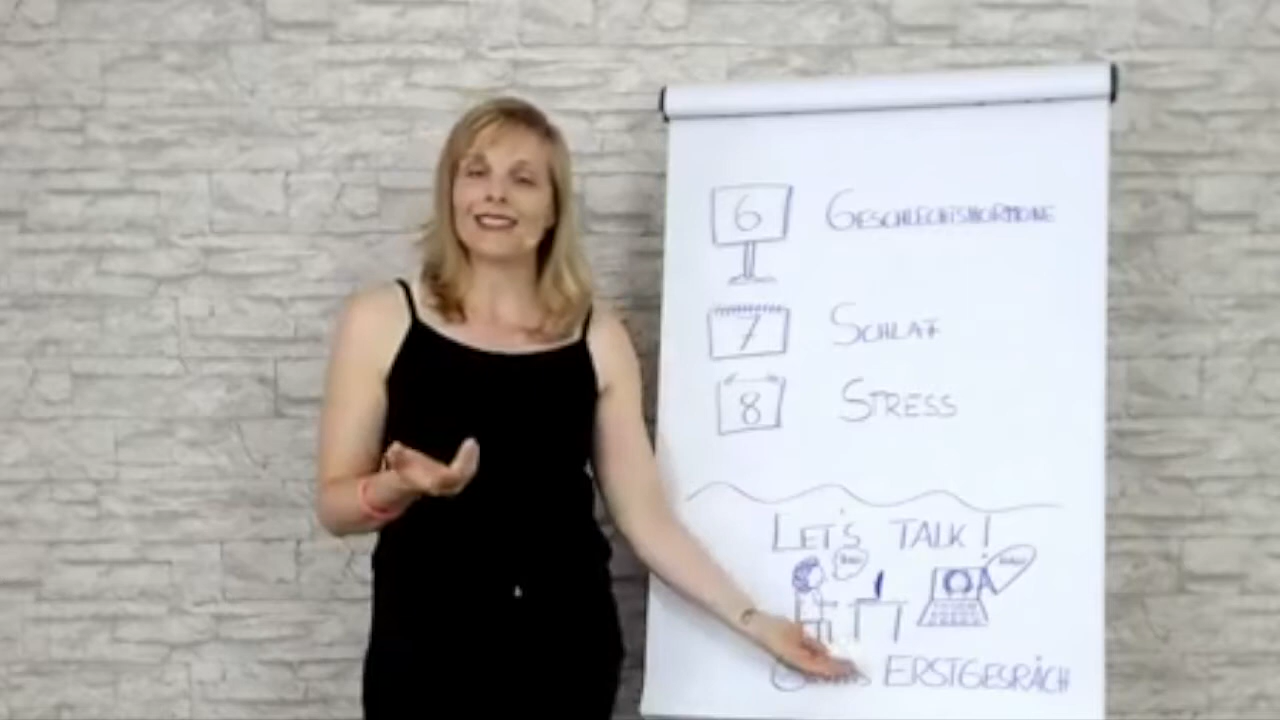 6 GESCHLECHTSHORMONE
7 SCHLAF
8 STRESS
LET'S TALK!
ERSTGESPRÄCH